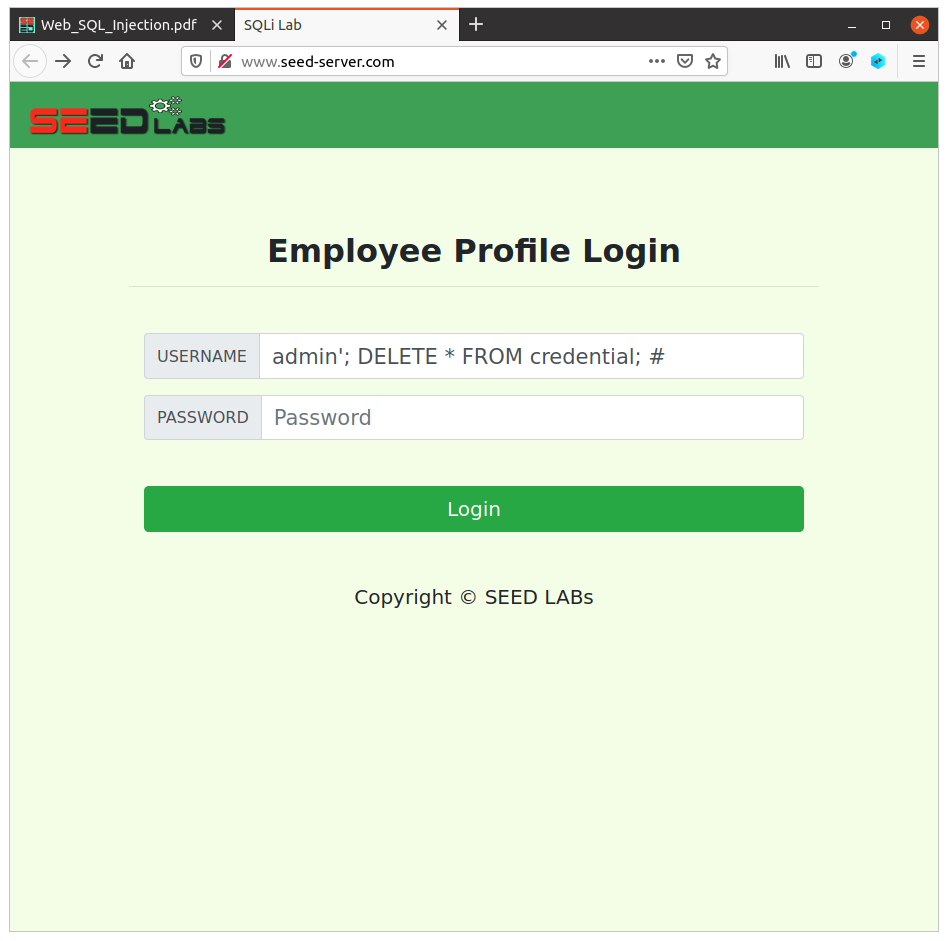 Web_SQL_Injection.pdf
SQLi Lab
www.seed-server.com
SEED LABS
Employee Profile Login
USERNAME admin'; DELETE * FROM credential; #
PASSWORD Password
Login
Copyright © SEED LABs